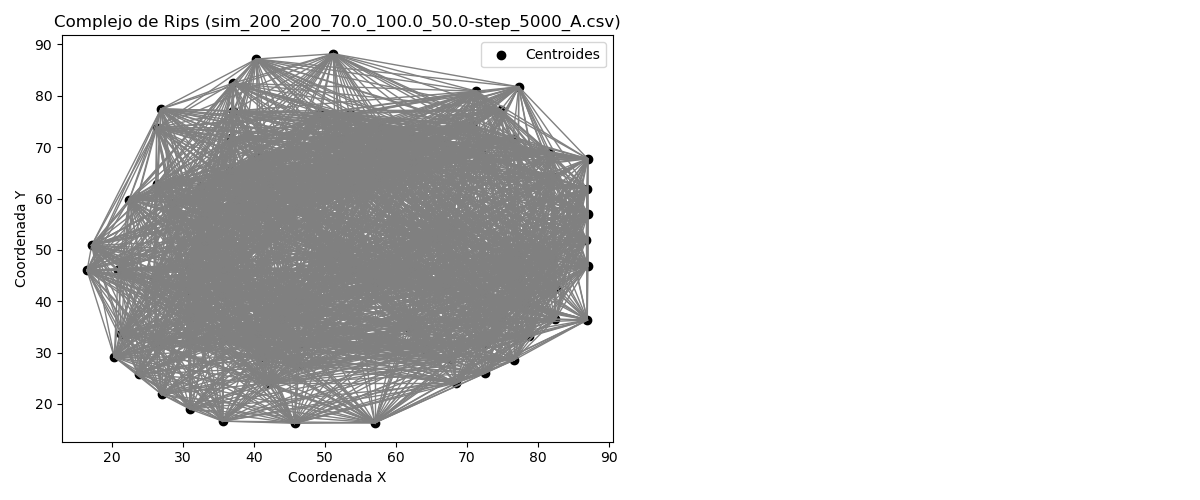 Complejo de Rips (sim_200_200_70.0_100.0_50.0-step_5000_A.csv)
Centroides
90
80
70
60
50
40
30
20
Coordenada Y
20 30 40 50 60 70 80 90
Coordenada X